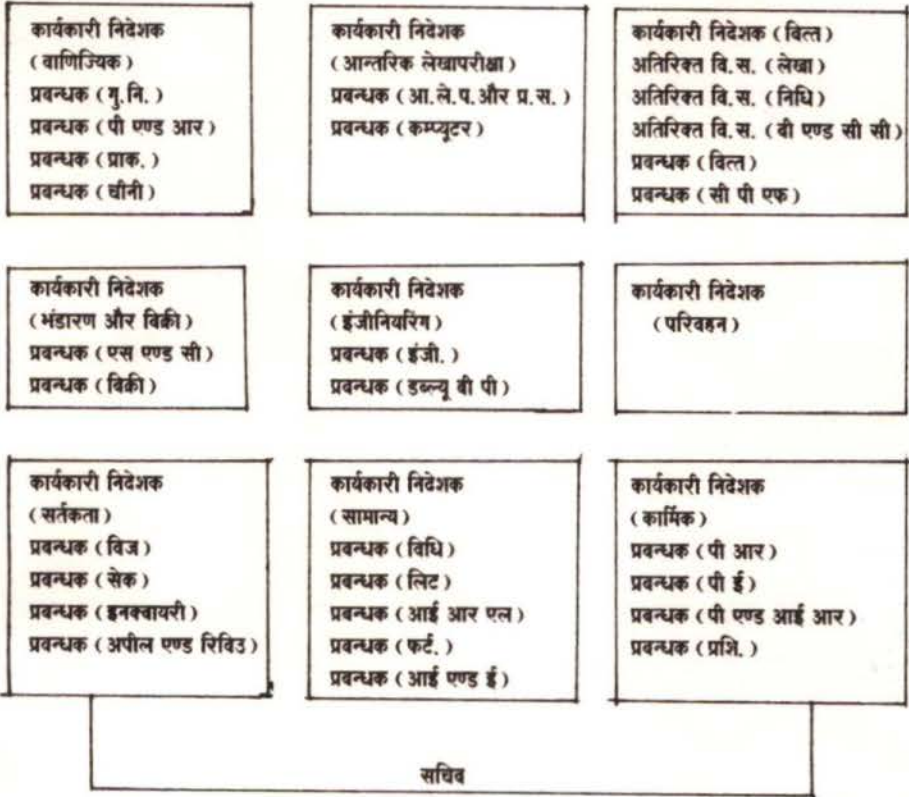 कार्यकारी निदेशक
(वाणिज्यिक)
प्रबन्धक (गु.नि.)
प्रबन्धक (पी एण्ड आर)
प्रबन्धक (प्राक.)
प्रबन्धक (चीनी)
कार्यकारी निदेशक
(आन्तरिक लेखापरीक्षा)
प्रबन्धक (आ.ले.प.और प्र.स.)
प्रबन्धक (कम्प्यूटर)
कार्यकारी निदेशक (वित्त)
अतिरिक्त वि.स. (लेखा)
अतिरिक्त वि.स. (निधि)
अतिरिक्त वि.स. (बी एण्ड सी सी)
प्रबन्धक (वित्त)
प्रबन्धक (सी पी एफ)
कार्यकारी निदेशक
(भंडारण और बिक्री)
प्रबन्धक (एस एण्ड सी)
प्रबन्धक (बिक्री)
कार्यकारी निदेशक
(इंजीनियरिंग)
प्रबन्धक (इंजी.)
प्रबन्धक (डब्ल्यू बी पी)
कार्यकारी निदेशक
(परिवहन)
कार्यकारी निदेशक
(सर्तकता)
प्रबन्धक (विज)
प्रबन्धक (सेक)
प्रबन्धक (इनक्वायरी)
प्रबन्धक (अपील एण्ड रिविउ)
कार्यकारी निदेशक
(सामान्य)
प्रबन्धक (विधि)
प्रबन्धक (लिट)
प्रबन्धक (आई आर एल)
प्रबन्धक (फर्ट.)
प्रबन्धक (आई एण्ड ई)
कार्यकारी निदेशक
(कार्मिक)
प्रबन्धक (पी आर)
प्रबन्धक (पी ई)
प्रबन्धक (पी एण्ड आई आर)
प्रबन्धक (प्रशि.)
सचिव